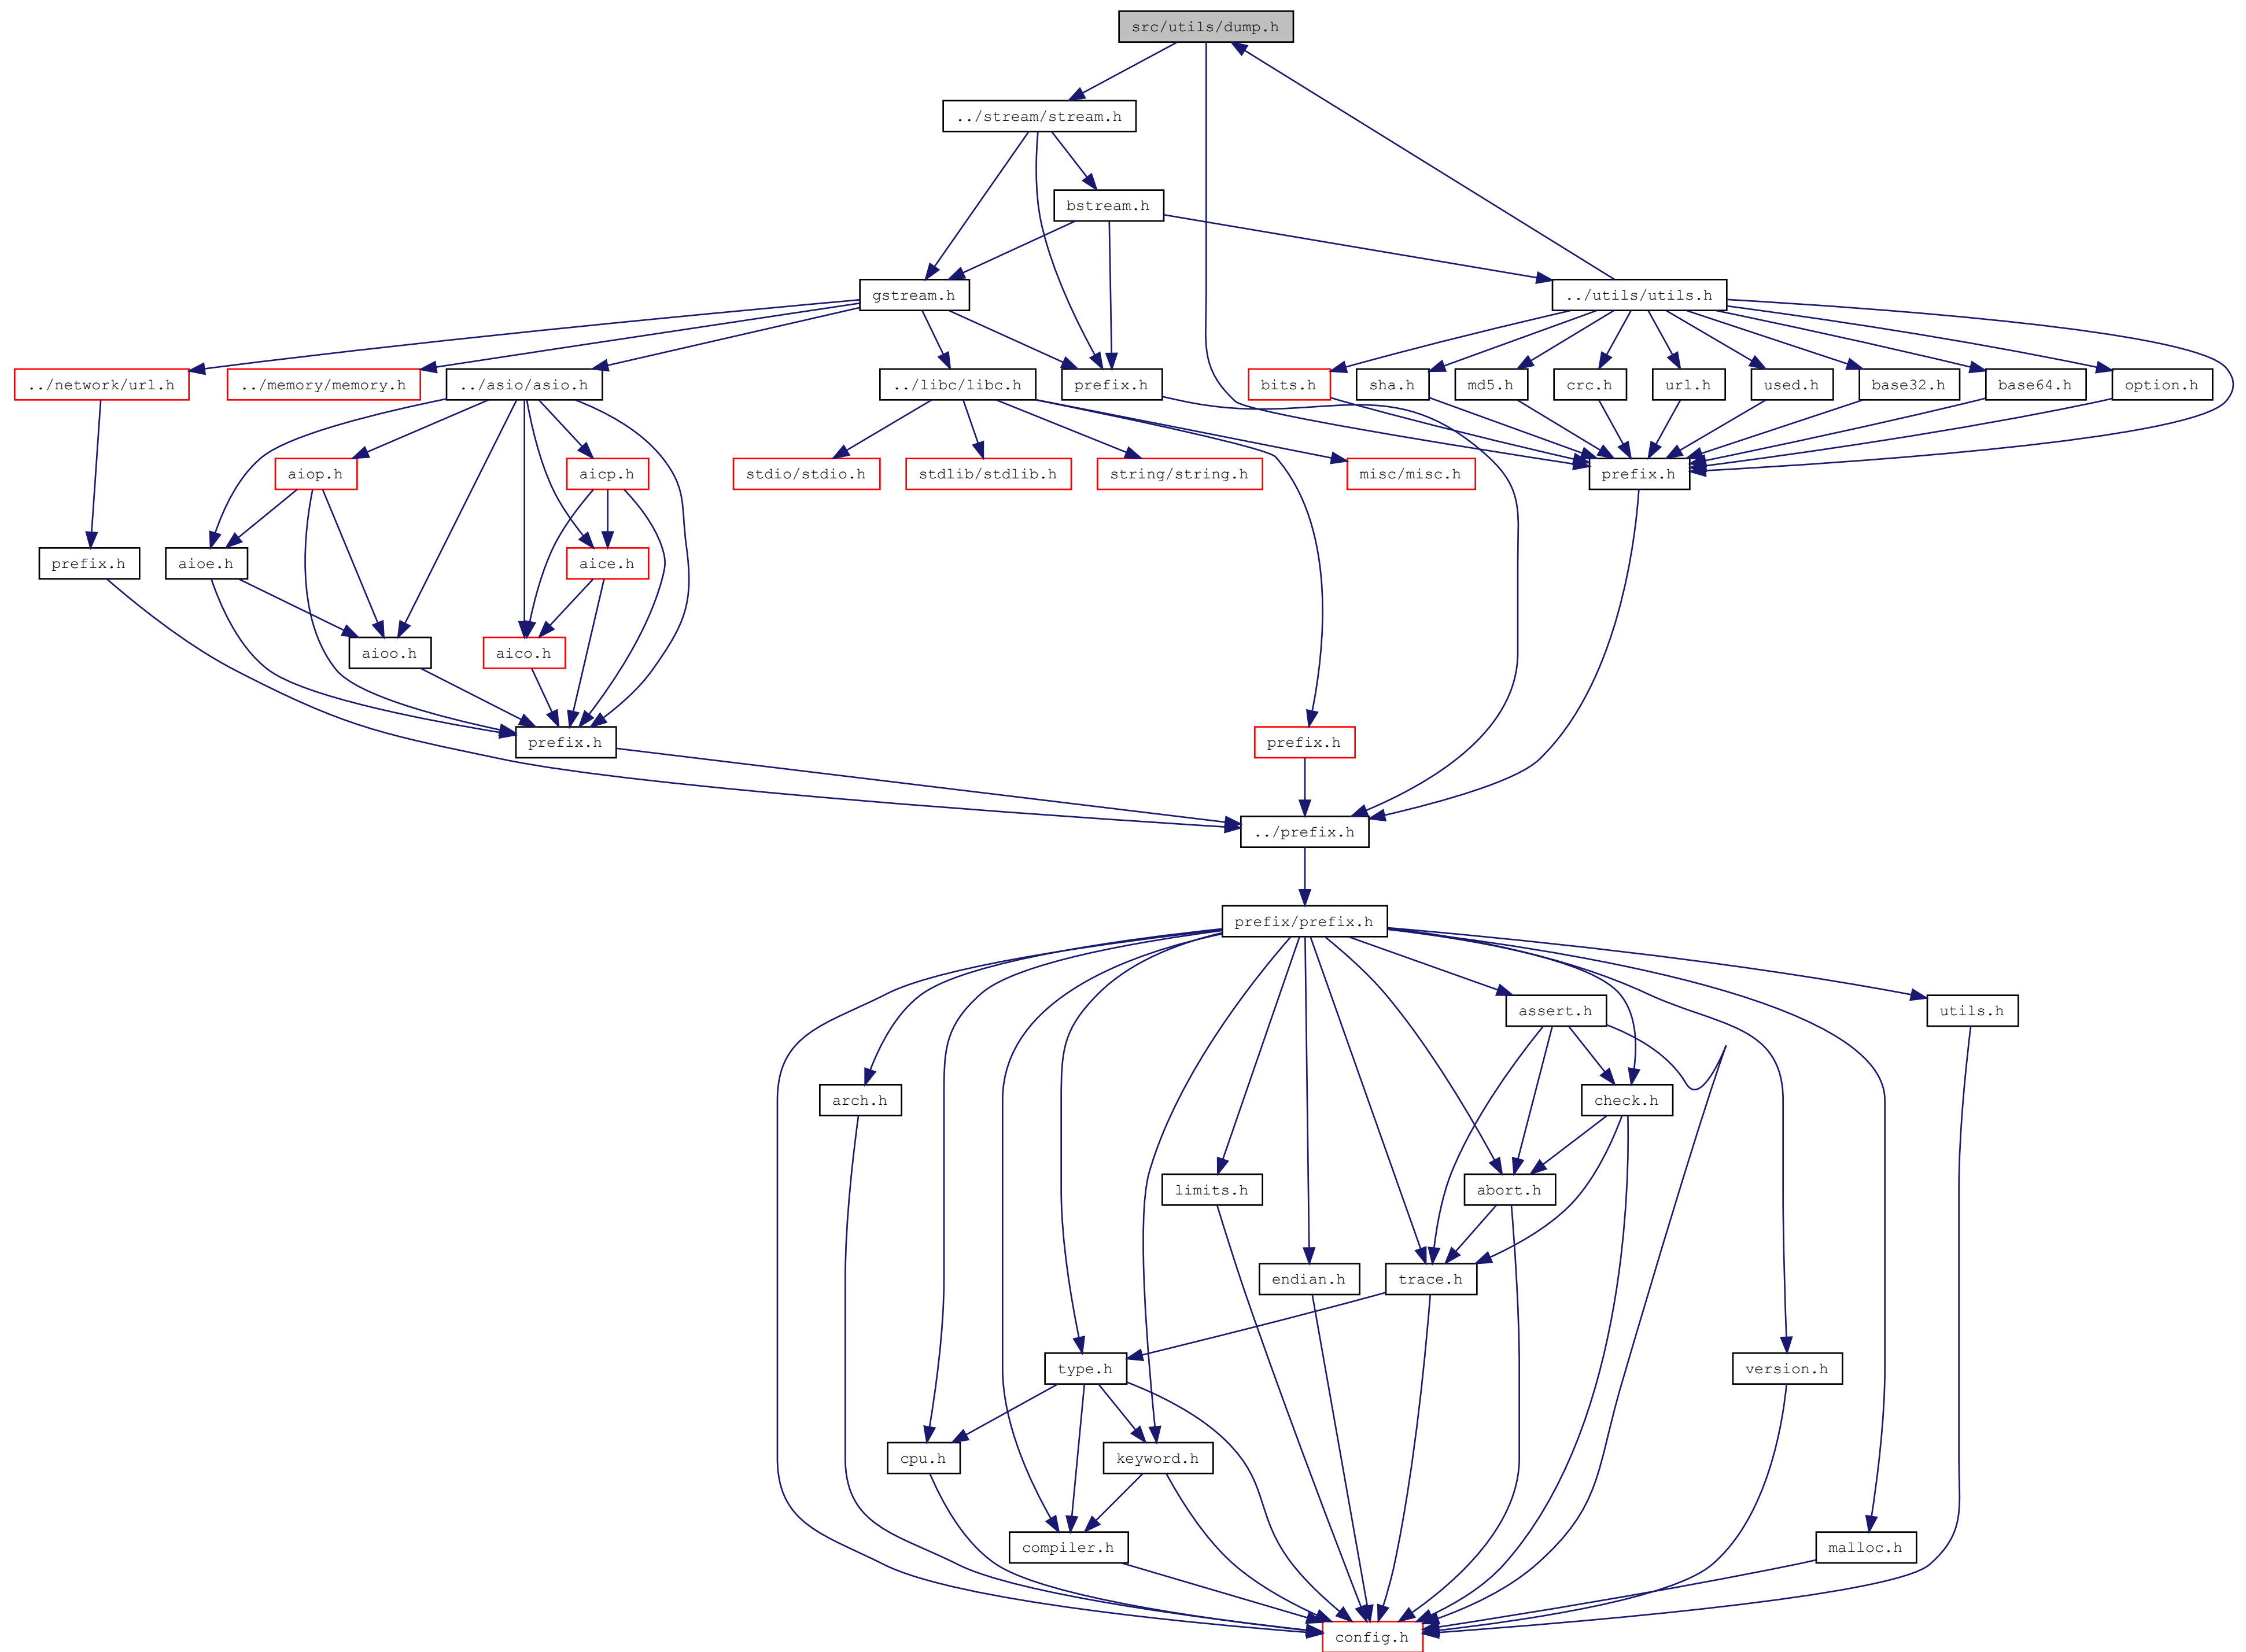 src/utils/dump.h
../stream/stream.h
bstream.h
gstream.h
../utils/utils.h
../network/url.h
../memory/memory.h
../asio/asio.h
../libc/libc.h
prefix.h
bits.h
sha.h
md5.h
crc.h
url.h
used.h
base32.h
base64.h
option.h
aiop.h
aicp.h
stdio/stdio.h
stdlib/stdlib.h
string/string.h
misc/misc.h
prefix.h
prefix.h
aioe.h
aice.h
aioo.h
aico.h
prefix.h
prefix.h
../prefix.h
prefix/prefix.h
assert.h
utils.h
arch.h
check.h
limits.h
abort.h
endian.h
trace.h
type.h
version.h
cpu.h
keyword.h
compiler.h
malloc.h
config.h